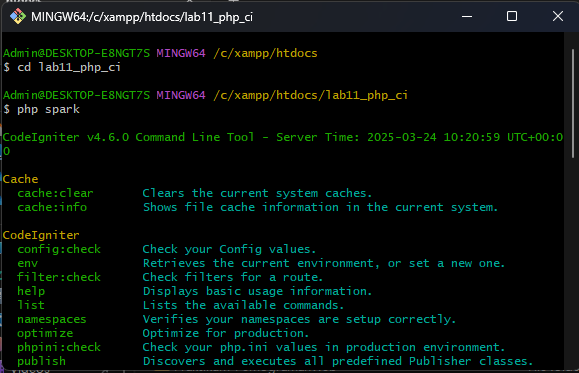 MINGW64:/c/xampp/htdocs/lab11_php_ci
Admin@DESKTOP-E8NGT7S MINGW64 /c/xampp/htdocs
$ cd lab11_php_ci
Admin@DESKTOP-E8NGT7S MINGW64 /c/xampp/htdocs/lab11_php_ci
$ php spark
CodeIgniter v4.6.0 Command Line Tool - Server Time: 2025-03-24 10:20:59 UTC+00:0
0
Cache
cache:clear Clears the current system caches.
cache:info Shows file cache information in the current system.
CodeIgniter
config:check Check your Config values.
env Retrieves the current environment, or set a new one.
filter:check Check filters for a route.
help Displays basic usage information.
list Lists the available commands.
namespaces Verifies your namespaces are setup correctly.
optimize Optimize for production.
phpini:check Check your php.ini values in production environment.
publish Discovers and executes all predefined Publisher classes.